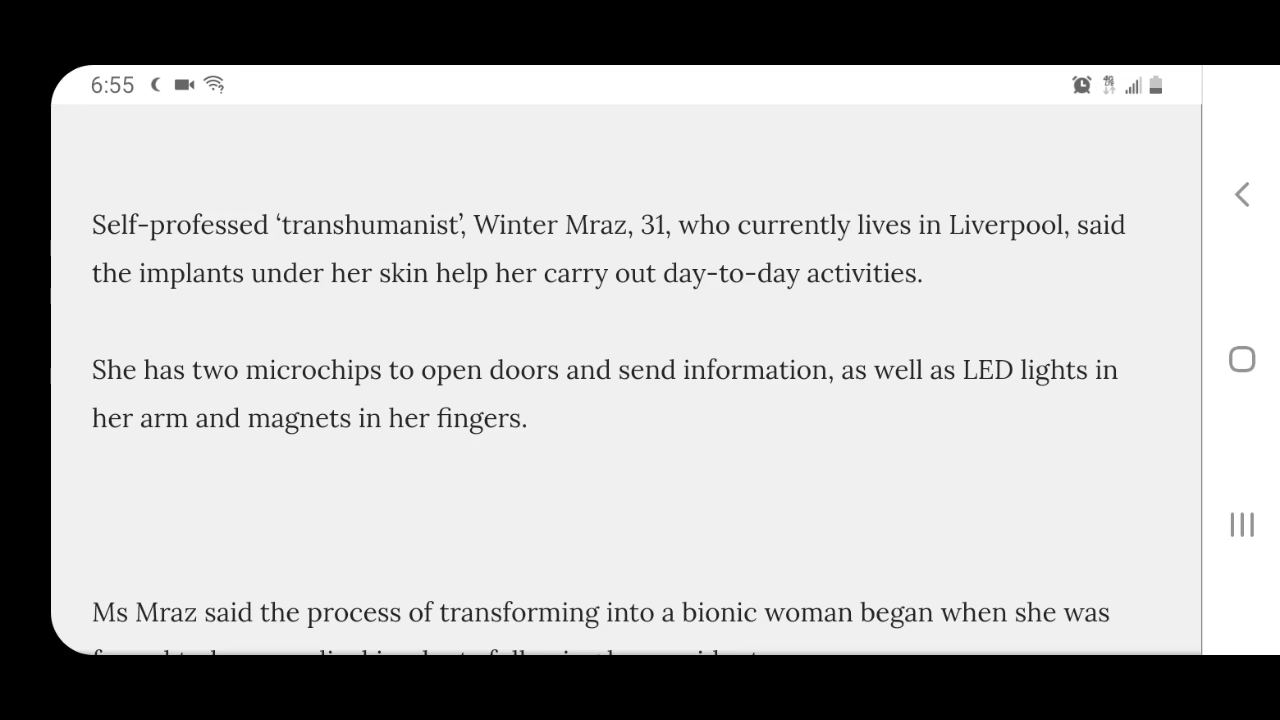 6:55
Self-professed ‘transhumanist’, Winter Mraz, 31, who currently lives in Liverpool, said
the implants under her skin help her carry out day-to-day activities.
She has two microchips to open doors and send information, as well as LED lights in
her arm and magnets in her fingers.
Ms Mraz said the process of transforming into a bionic woman began when she was